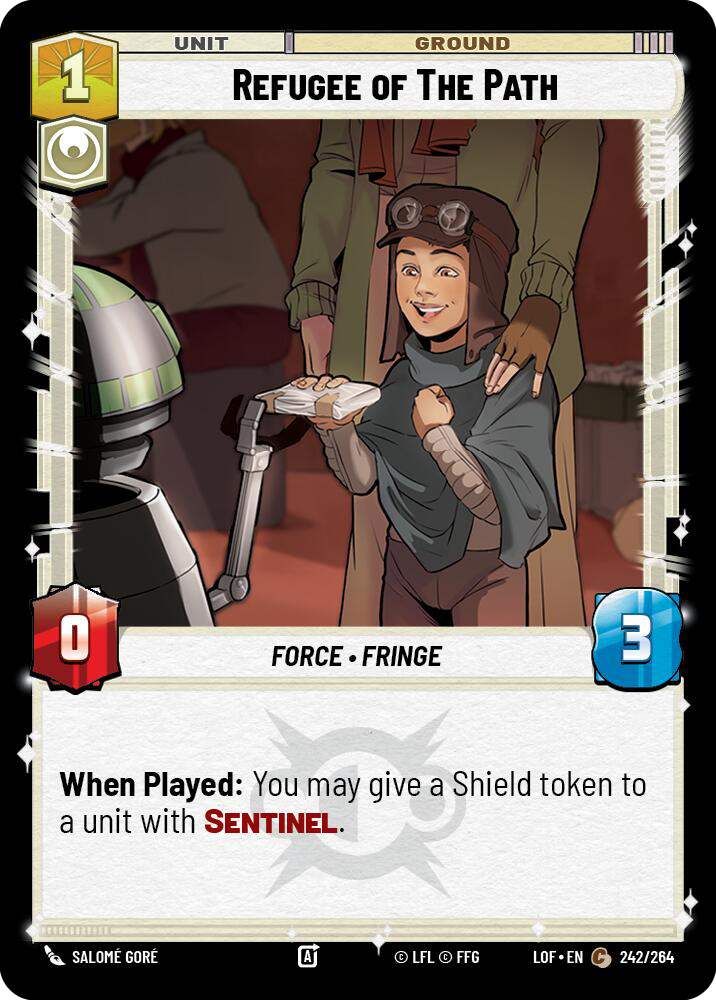 UNIT GROUND
1 REFUGEE OF THE PATH
0 FORCE • FRINGE 3
When Played: You may give a Shield token to
a unit with SENTINEL.
SALOMÉ GORÉ A © LFL © FFG LOF • EN C 242/264